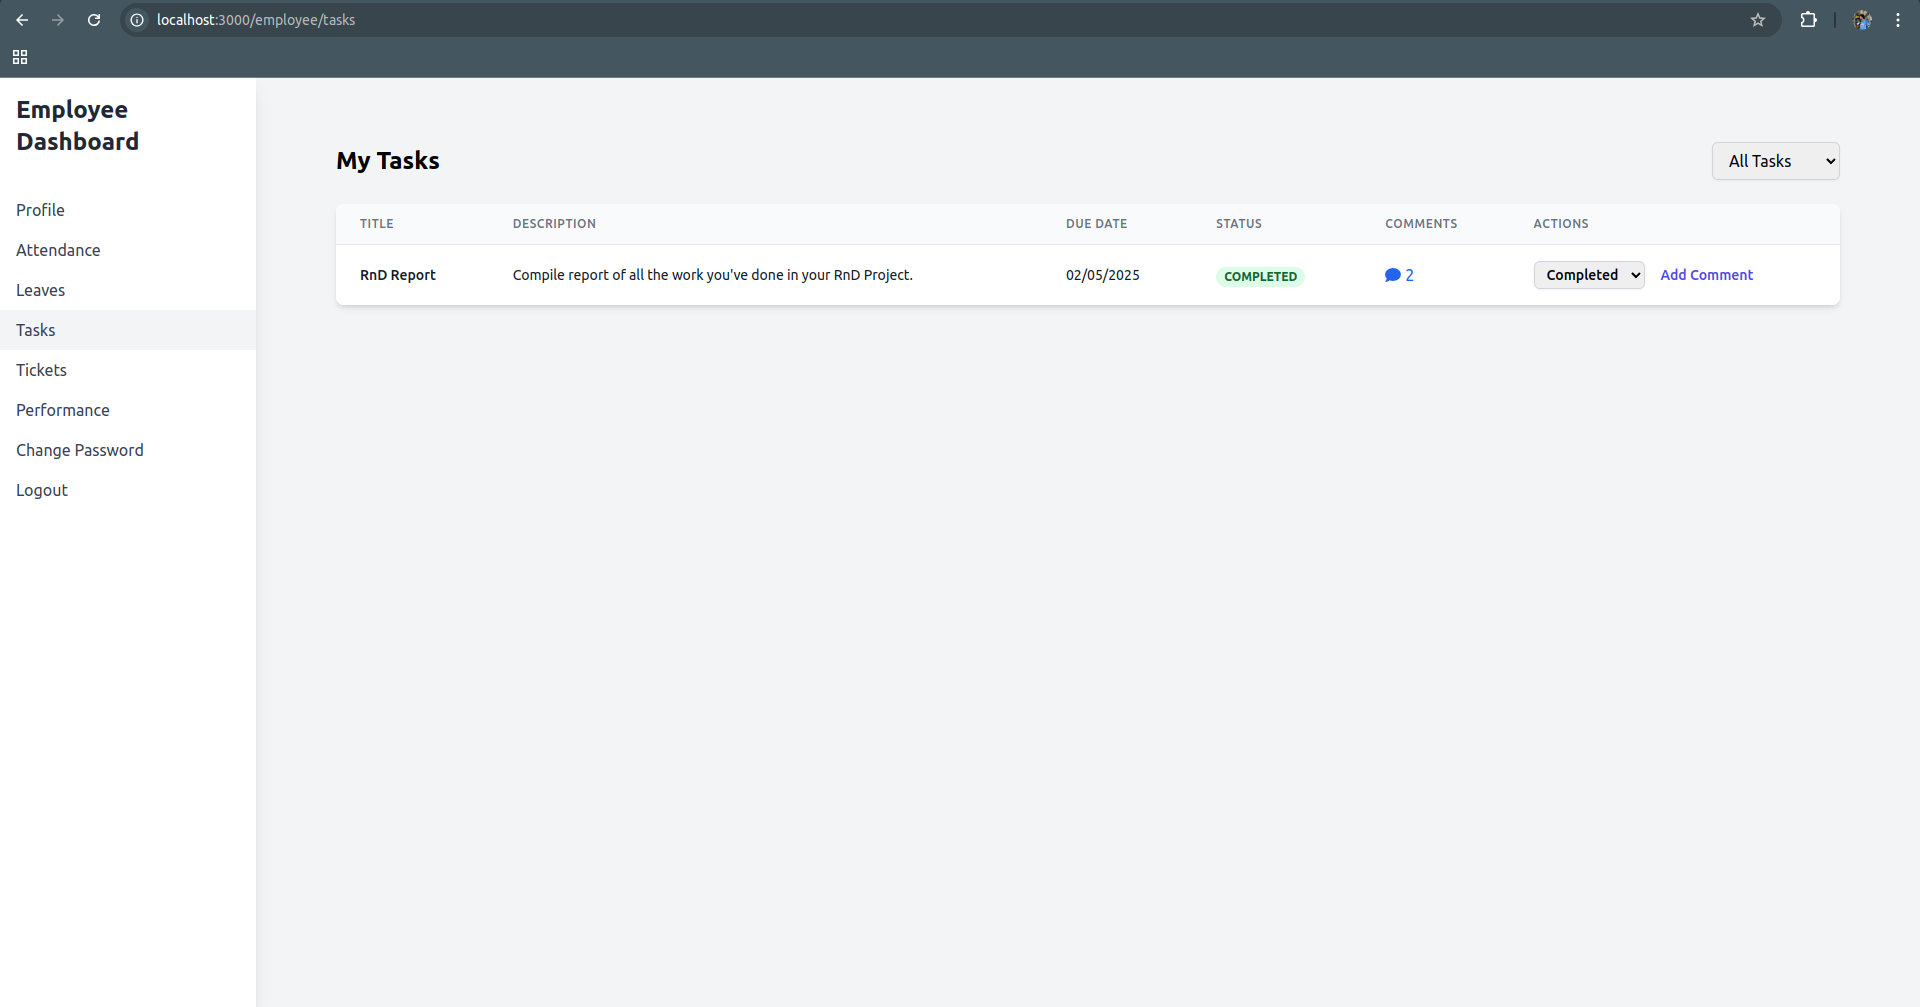 localhost:3000/employee/tasks
Employee
Dashboard
Profile
Attendance
Leaves
Tasks
Tickets
Performance
Change Password
Logout
My Tasks
All Tasks
TITLE DESCRIPTION DUE DATE STATUS COMMENTS ACTIONS
RnD Report Compile report of all the work you've done in your RnD Project. 02/05/2025 COMPLETED 2 Completed Add Comment